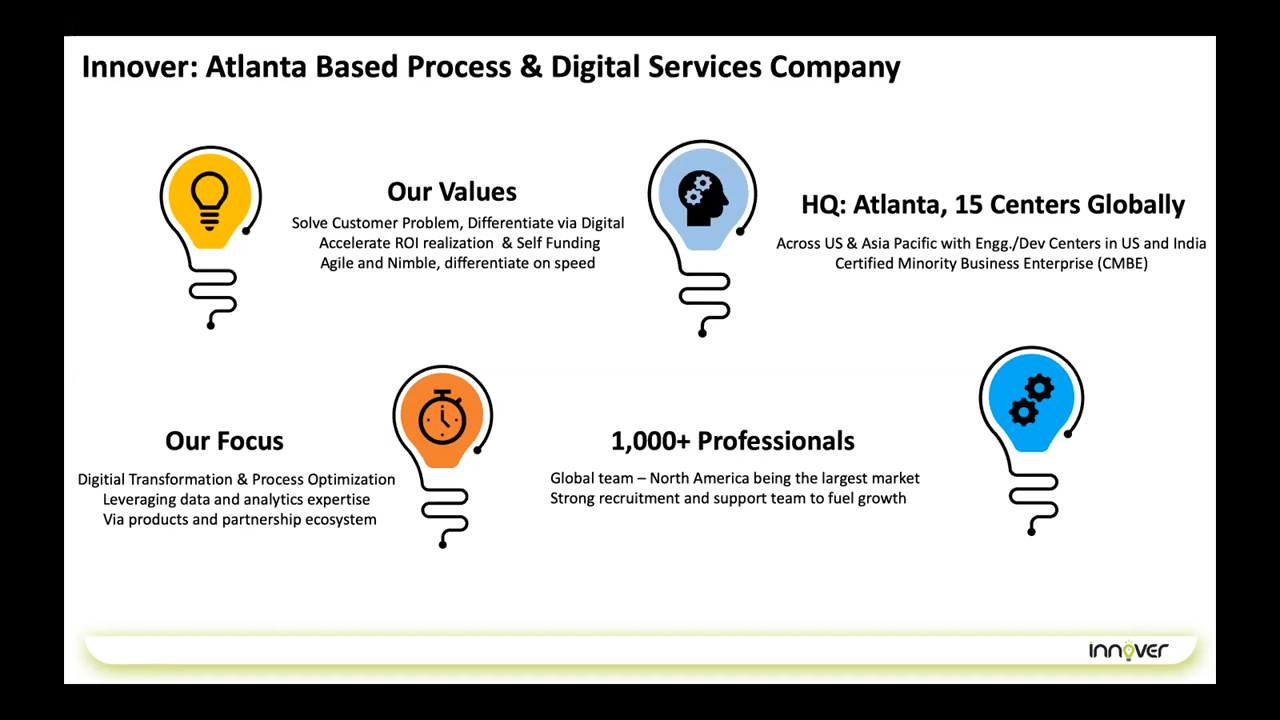 Innover: Atlanta Based Process & Digital Services Company
Our Values
Solve Customer Problem, Differentiate via Digital
Accelerate ROI realization & Self Funding
Agile and Nimble, differentiate on speed
HQ: Atlanta, 15 Centers Globally
Across US & Asia Pacific with Engg./Dev Centers in US and India
Certified Minority Business Enterprise (CMBE)
Our Focus
Digitial Transformation & Process Optimization
Leveraging data and analytics expertise
Via products and partnership ecosystem
1,000+ Professionals
Global team – North America being the largest market
Strong recruitment and support team to fuel growth
innover